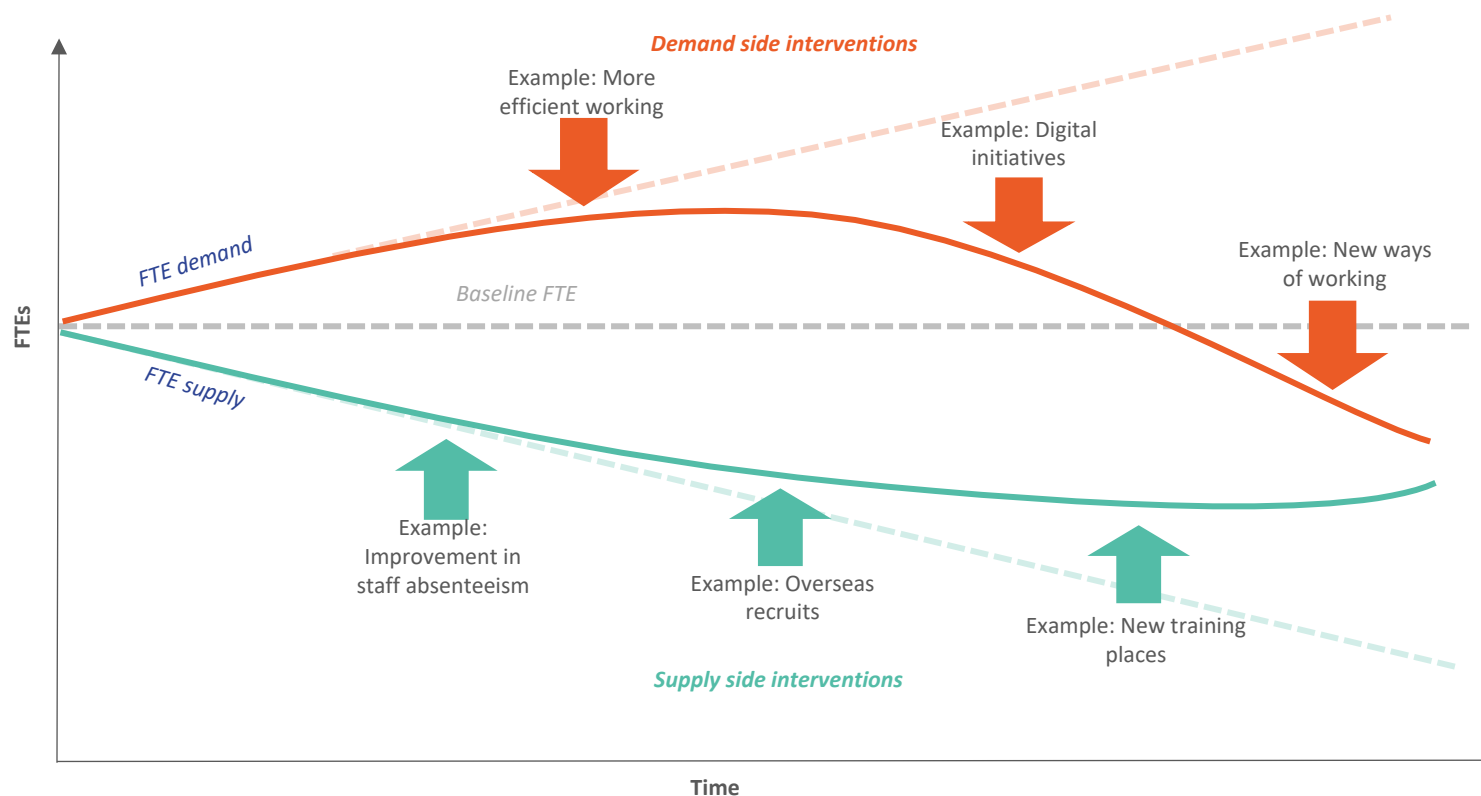 Demand side interventions
Example: More
efficient working
Example: Digital
initiatives
Example: New ways
of working
FTE demand
Baseline FTE
FTEs
FTE supply
Example:
Improvement in
staff absenteeism
Example: Overseas
recruits
Example: New training
places
Supply side interventions
Time